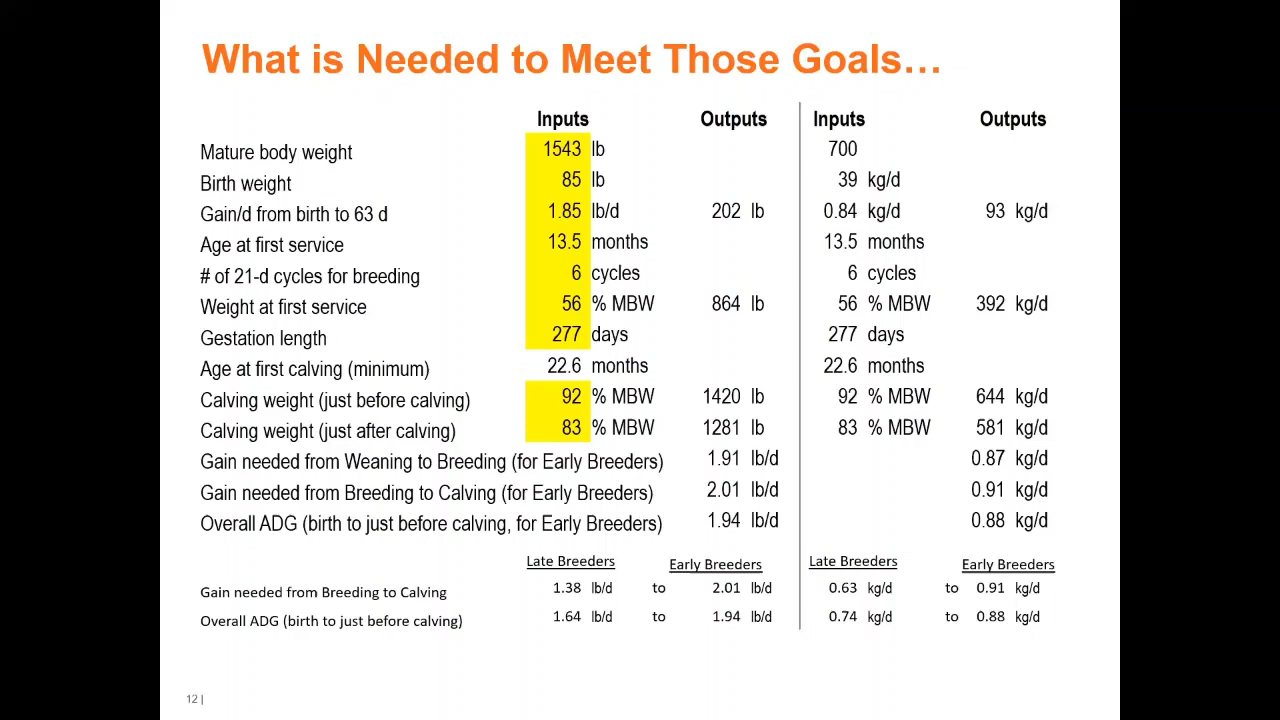 What is Needed to Meet Those Goals…
Inputs Outputs Inputs Outputs
Mature body weight 1543 lb 700
Birth weight 85 lb 39 kg/d
Gain/d from birth to 63 d 1.85 lb/d 202 lb 0.84 kg/d 93 kg/d
Age at first service 13.5 months 13.5 months
# of 21-d cycles for breeding 6 cycles 6 cycles
Weight at first service 56 % MBW 864 lb 56 % MBW 392 kg/d
Gestation length 277 days 277 days
Age at first calving (minimum) 22.6 months 22.6 months
Calving weight (just before calving) 92 % MBW 1420 lb 92 % MBW 644 kg/d
Calving weight (just after calving) 83 % MBW 1281 lb 83 % MBW 581 kg/d
Gain needed from Weaning to Breeding (for Early Breeders) 1.91 lb/d 0.87 kg/d
Gain needed from Breeding to Calving (for Early Breeders) 2.01 lb/d 0.91 kg/d
Overall ADG (birth to just before calving, for Early Breeders) 1.94 lb/d 0.88 kg/d
Late Breeders Early Breeders Late Breeders Early Breeders
Gain needed from Breeding to Calving 1.38 lb/d to 2.01 lb/d 0.63 kg/d to 0.91 kg/d
Overall ADG (birth to just before calving) 1.64 lb/d to 1.94 lb/d 0.74 kg/d to 0.88 kg/d
12 |